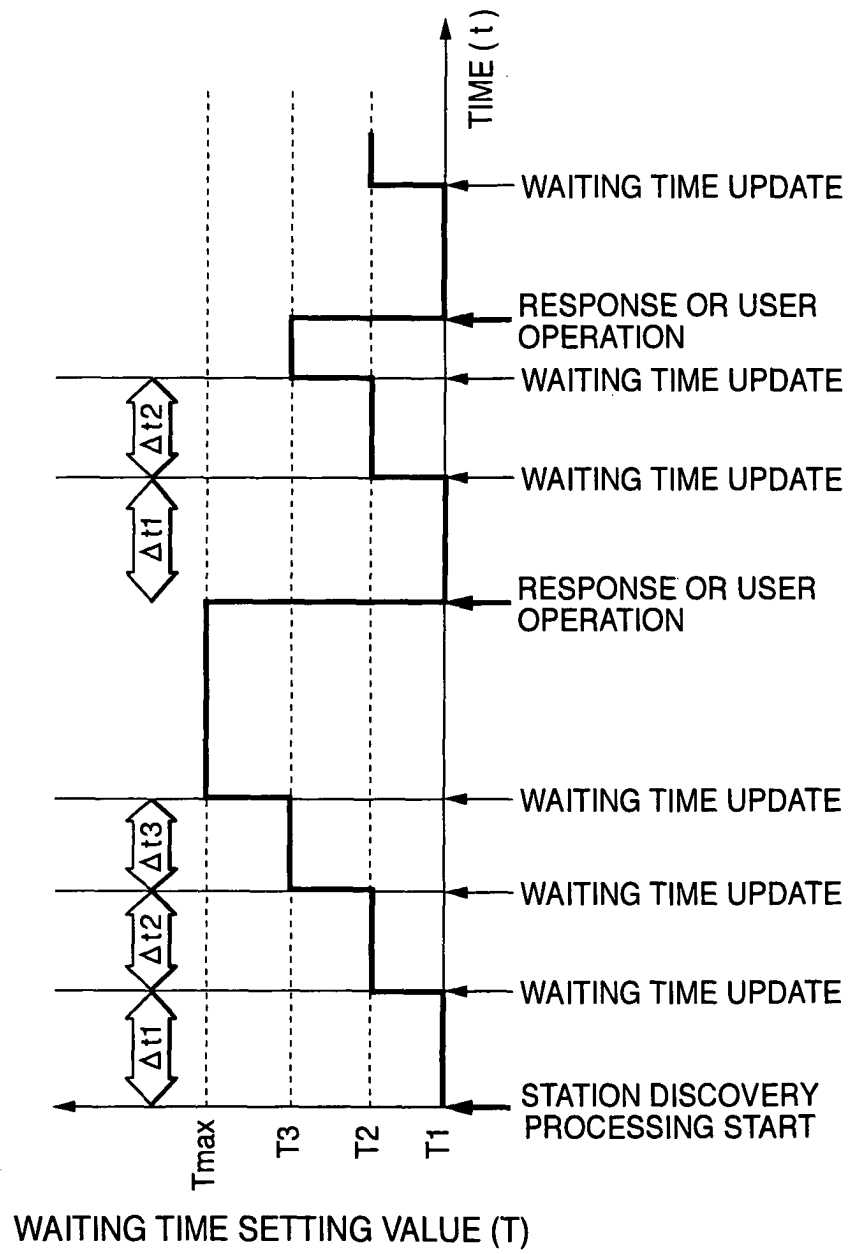 TIME (t)
WAITING TIME UPDATE
RESPONSE OR USER
OPERATION
WAITING TIME UPDATE
Δt2
WAITING TIME UPDATE
Δt1
RESPONSE OR USER
OPERATION
WAITING TIME UPDATE
Δt3
WAITING TIME UPDATE
Δt2
WAITING TIME UPDATE
Δt1
STATION DISCOVERY
PROCESSING START
Tmax
T3
T2
T1
WAITING TIME SETTING VALUE (T)